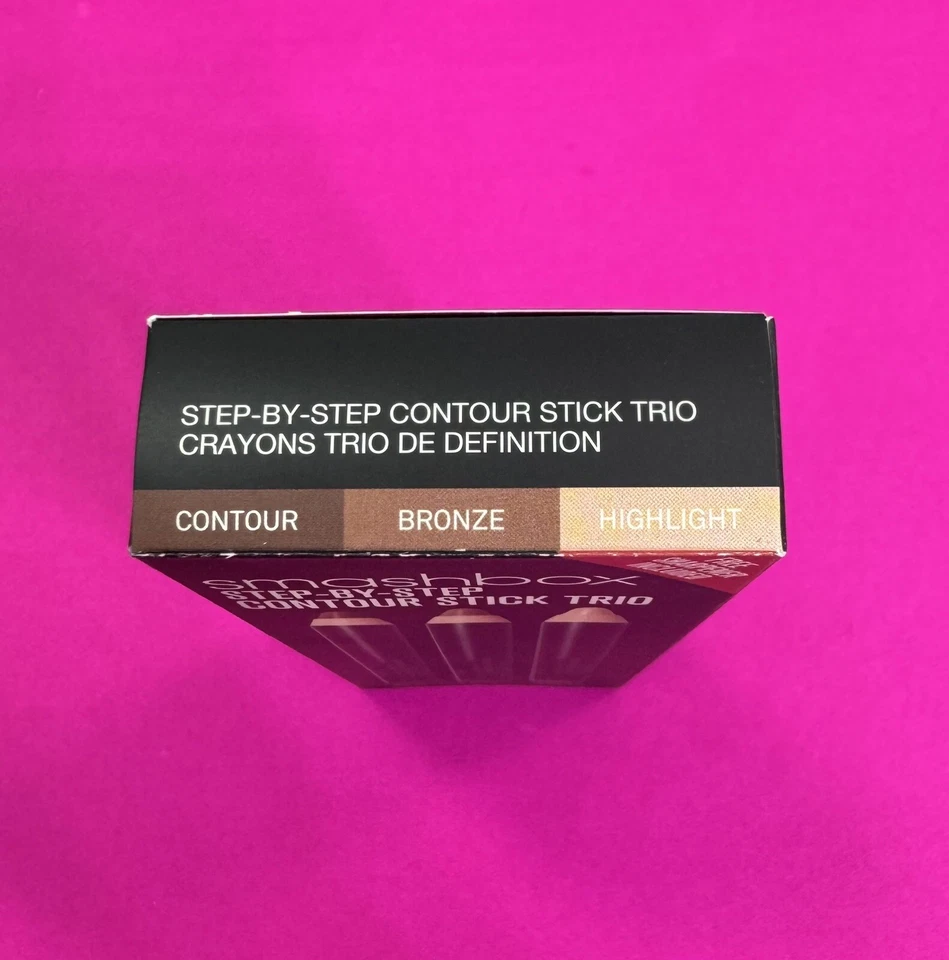 STEP-BY-STEP CONTOUR STICK TRIO
CRAYONS TRIO DE DEFINITION
CONTOUR BRONZE HIGHLIGHT
smashbox
STEP-BY-STEP
CONTOUR STICK TRIO